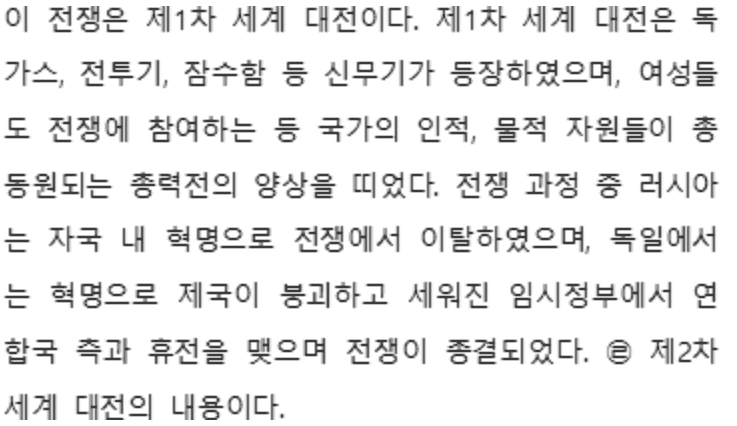 이 전쟁은 제1차 세계 대전이다. 제1차 세계 대전은 독
가스, 전투기, 잠수함 등 신무기가 등장하였으며, 여성들
도 전쟁에 참여하는 등 국가의 인적, 물적 자원들이 총
동원되는 총력전의 양상을 띠었다. 전쟁 과정 중 러시아
는 자국 내 혁명으로 전쟁에서 이탈하였으며, 독일에서
는 혁명으로 제국이 붕괴하고 세워진 임시정부에서 연
합국 측과 휴전을 맺으며 전쟁이 종결되었다. ㉣ 제2차
세계 대전의 내용이다.